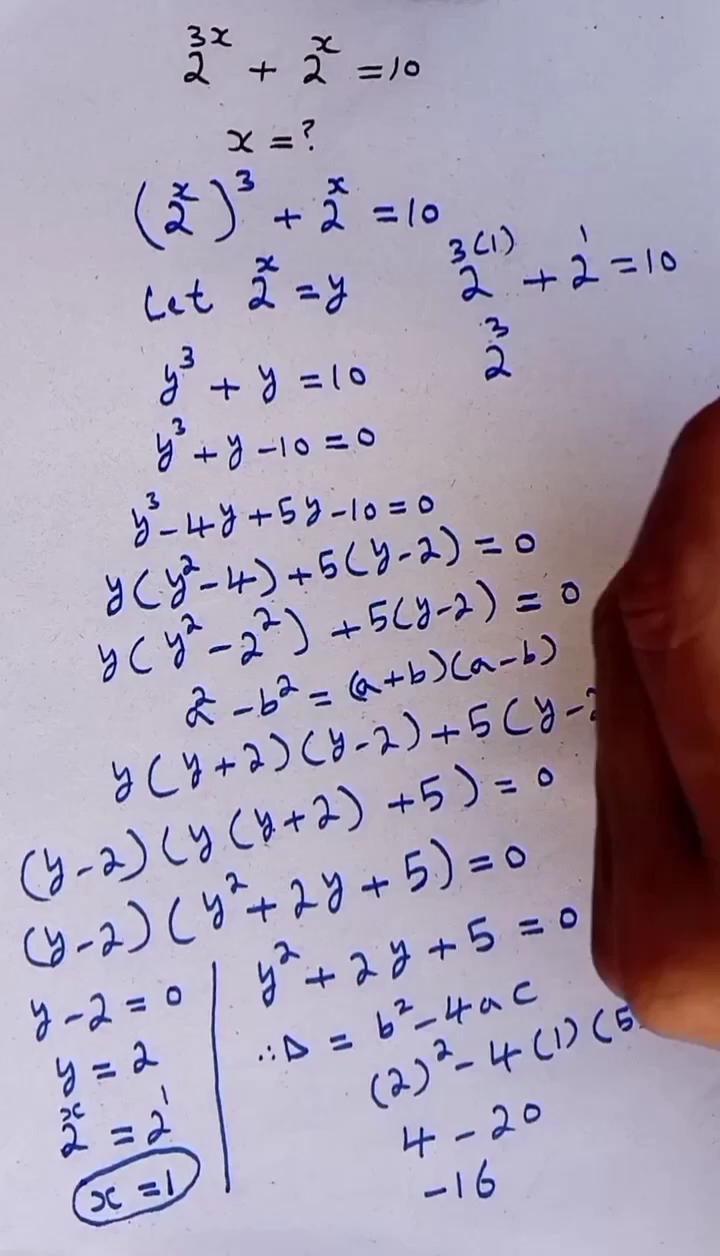 2^{3x} + 2^x = 10
x = ?
(2^x)^3 + 2^x = 10
Let 2^x = y
2^{3(1)} + 2^1 = 10
2^3
y^3 + y = 10
y^3 + y - 10 = 0
y^3 - 4y + 5y - 10 = 0
y(y^2 - 4) + 5(y - 2) = 0
y(y^2 - 2^2) + 5(y - 2) = 0
2^2 - b^2 = (a + b)(a - b)
y(y + 2)(y - 2) + 5(y - 2
(y - 2)(y(y + 2) + 5) = 0
(y - 2)(y^2 + 2y + 5) = 0
y - 2 = 0
y = 2
2^x = 2^1
x = 1
y^2 + 2y + 5 = 0
∴ Δ = b^2 - 4ac
(2)^2 - 4(1)(5
4 - 20
-16